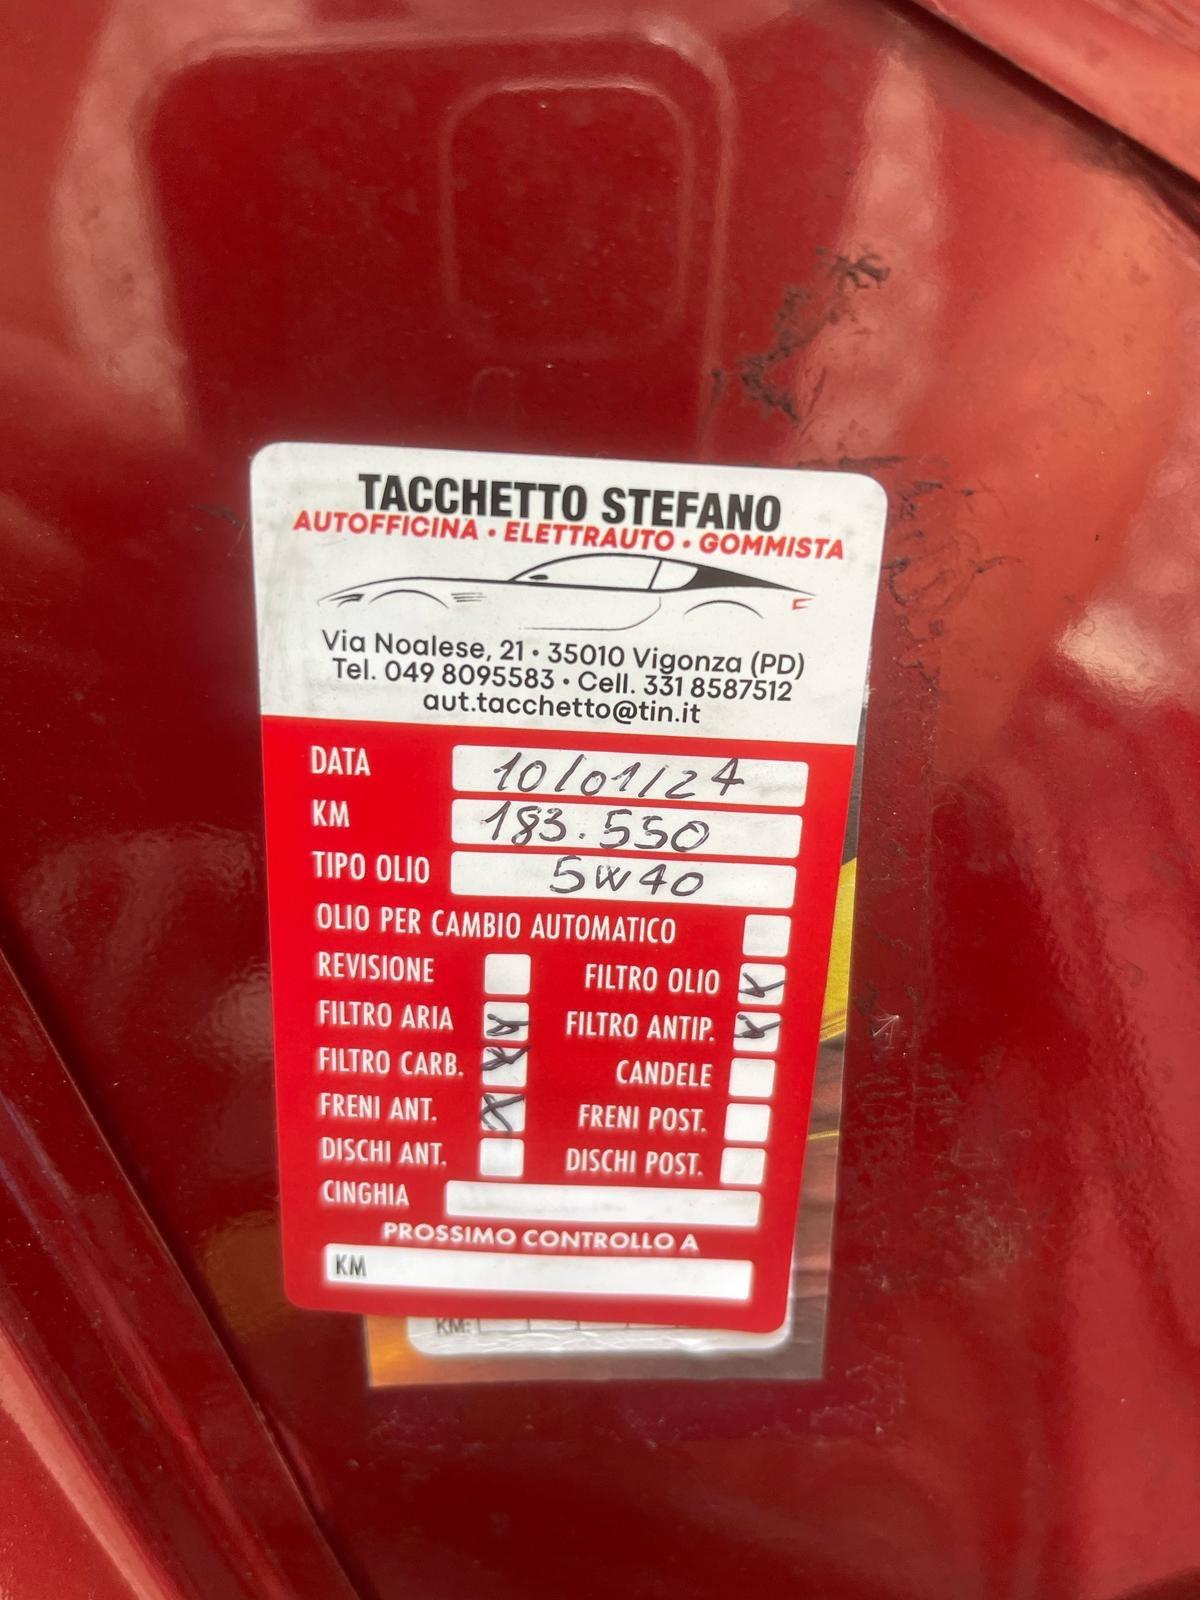 TACCHETTO STEFANO
AUTOFFICINA • ELETTRAUTO • GOMMISTA
Via Noalese, 21 • 35010 Vigonza (PD)
Tel. 049 8095583 • Cell. 331 8587512
aut.tacchetto@tin.it
DATA 10/01/24
KM 183.550
TIPO OLIO 5W40
OLIO PER CAMBIO AUTOMATICO
REVISIONE FILTRO OLIO X
FILTRO ARIA X FILTRO ANTIP. X
FILTRO CARB. X CANDELE
FRENI ANT. X FRENI POST.
DISCHI ANT. DISCHI POST.
CINGHIA
PROSSIMO CONTROLLO A
KM
KM: